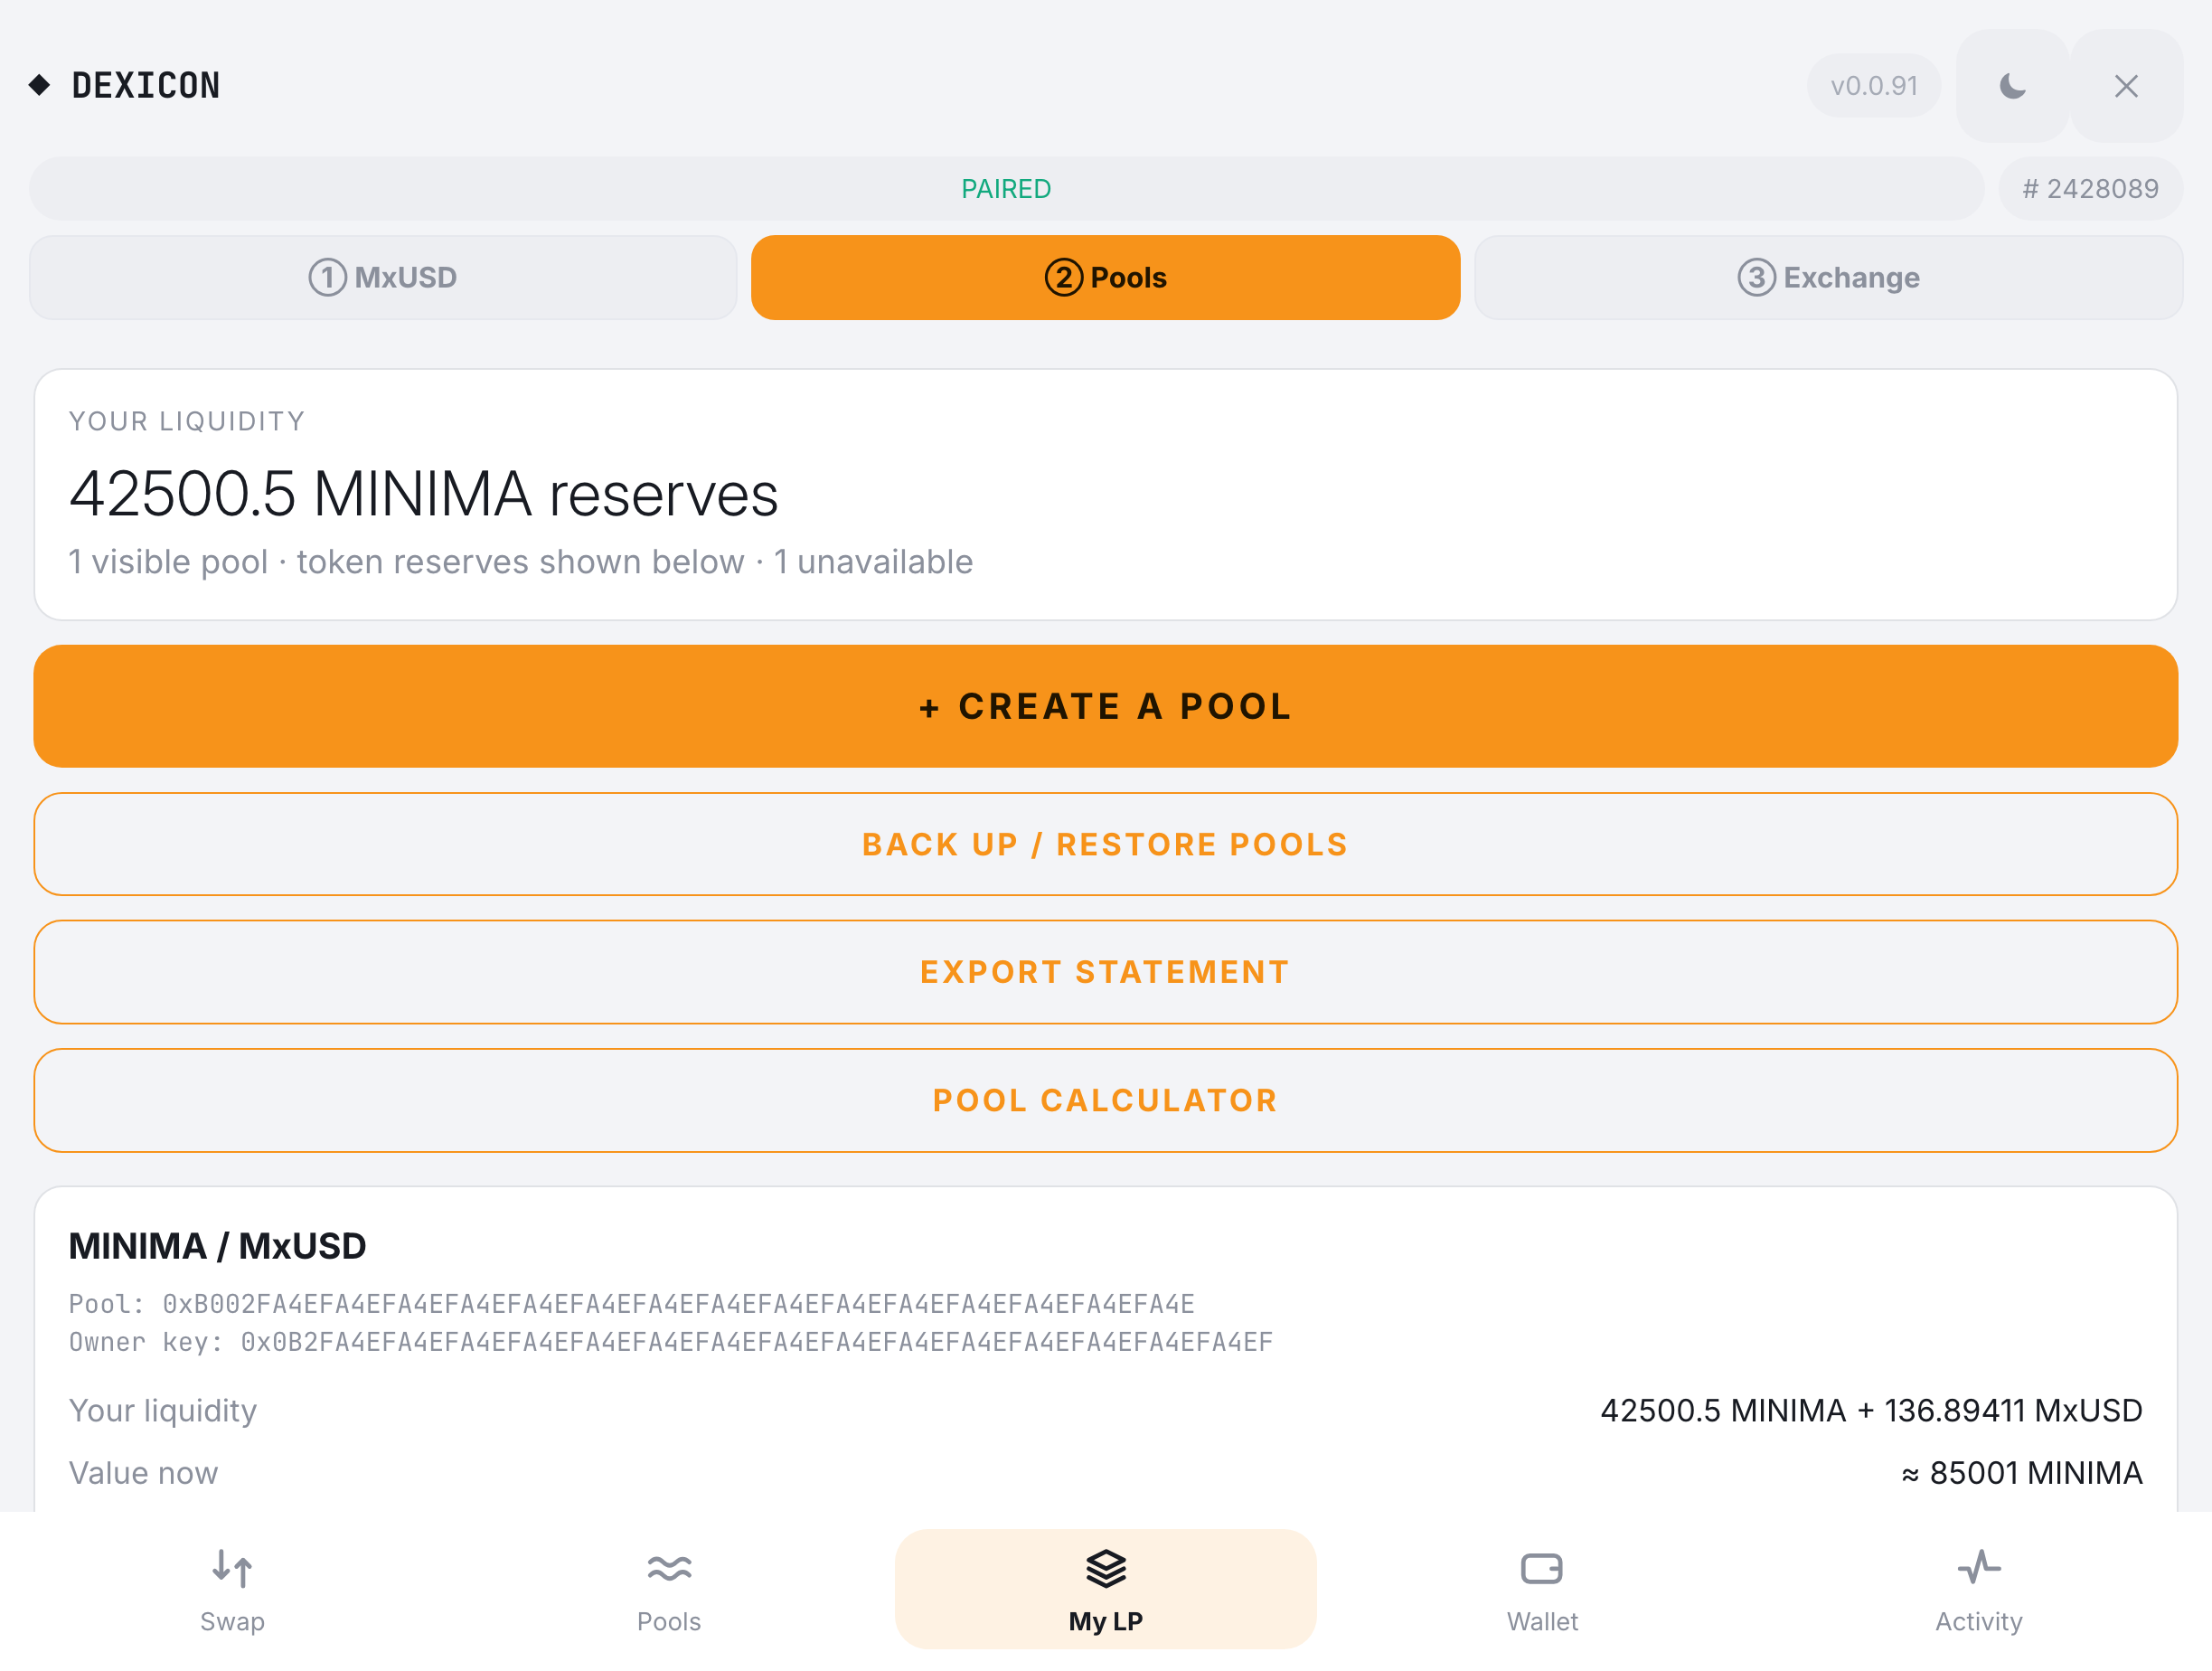 DEXICON
v0.0.91
PAIRED
# 2428089
① MxUSD
② Pools
③ Exchange
YOUR LIQUIDITY
42500.5 MINIMA reserves
1 visible pool · token reserves shown below · 1 unavailable
+ CREATE A POOL
BACK UP / RESTORE POOLS
EXPORT STATEMENT
POOL CALCULATOR
MINIMA / MxUSD
Pool: 0xB002FA4EFA4EFA4EFA4EFA4EFA4EFA4EFA4EFA4EFA4EFA4EFA4EFA4EFA4EFA4E
Owner key: 0x0B2FA4EFA4EFA4EFA4EFA4EFA4EFA4EFA4EFA4EFA4EFA4EFA4EFA4EFA4EFA4EF
Your liquidity
42500.5 MINIMA + 136.89411 MxUSD
Value now
≈ 85001 MINIMA
Swap
Pools
My LP
Wallet
Activity